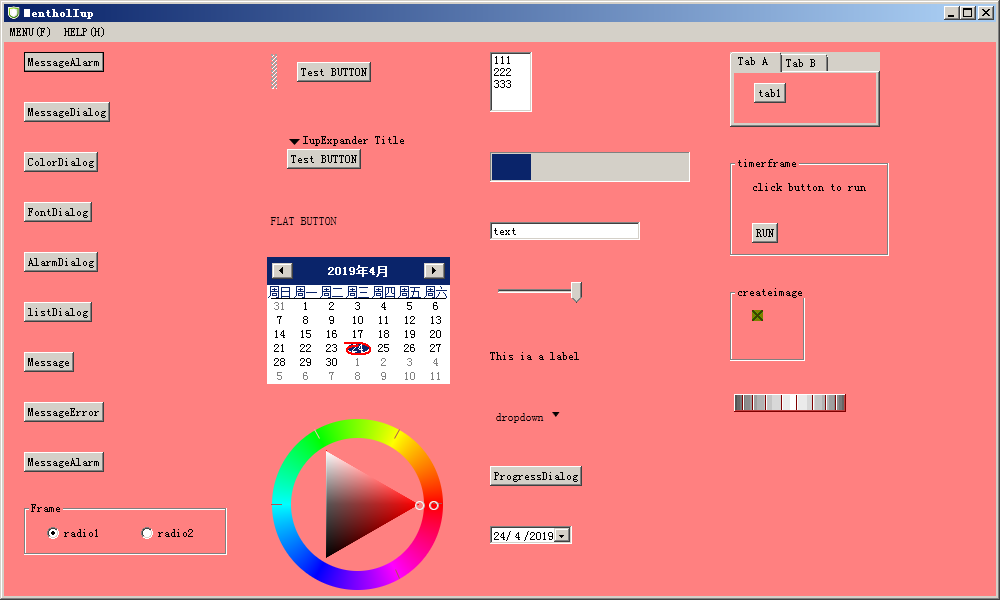 MentholIup
MENU(F) HELP(H)
MessageAlarm
MessageDialog
ColorDialog
FontDialog
AlarmDialog
listDialog
Message
MessageError
MessageAlarm
Frame
radio1 radio2
Test BUTTON
IupExpander Title
Test BUTTON
FLAT BUTTON
2019年4月
周日 周一 周二 周三 周四 周五 周六
31 1 2 3 4 5 6
7 8 9 10 11 12 13
14 15 16 17 18 19 20
21 22 23 24 25 26 27
28 29 30 1 2 3 4
5 6 7 8 9 10 11
111
222
333
text
This ia a label
dropdown
ProgressDialog
24/ 4 /2019
Tab A Tab B
tab1
timerframe
click button to run
RUN
createimage